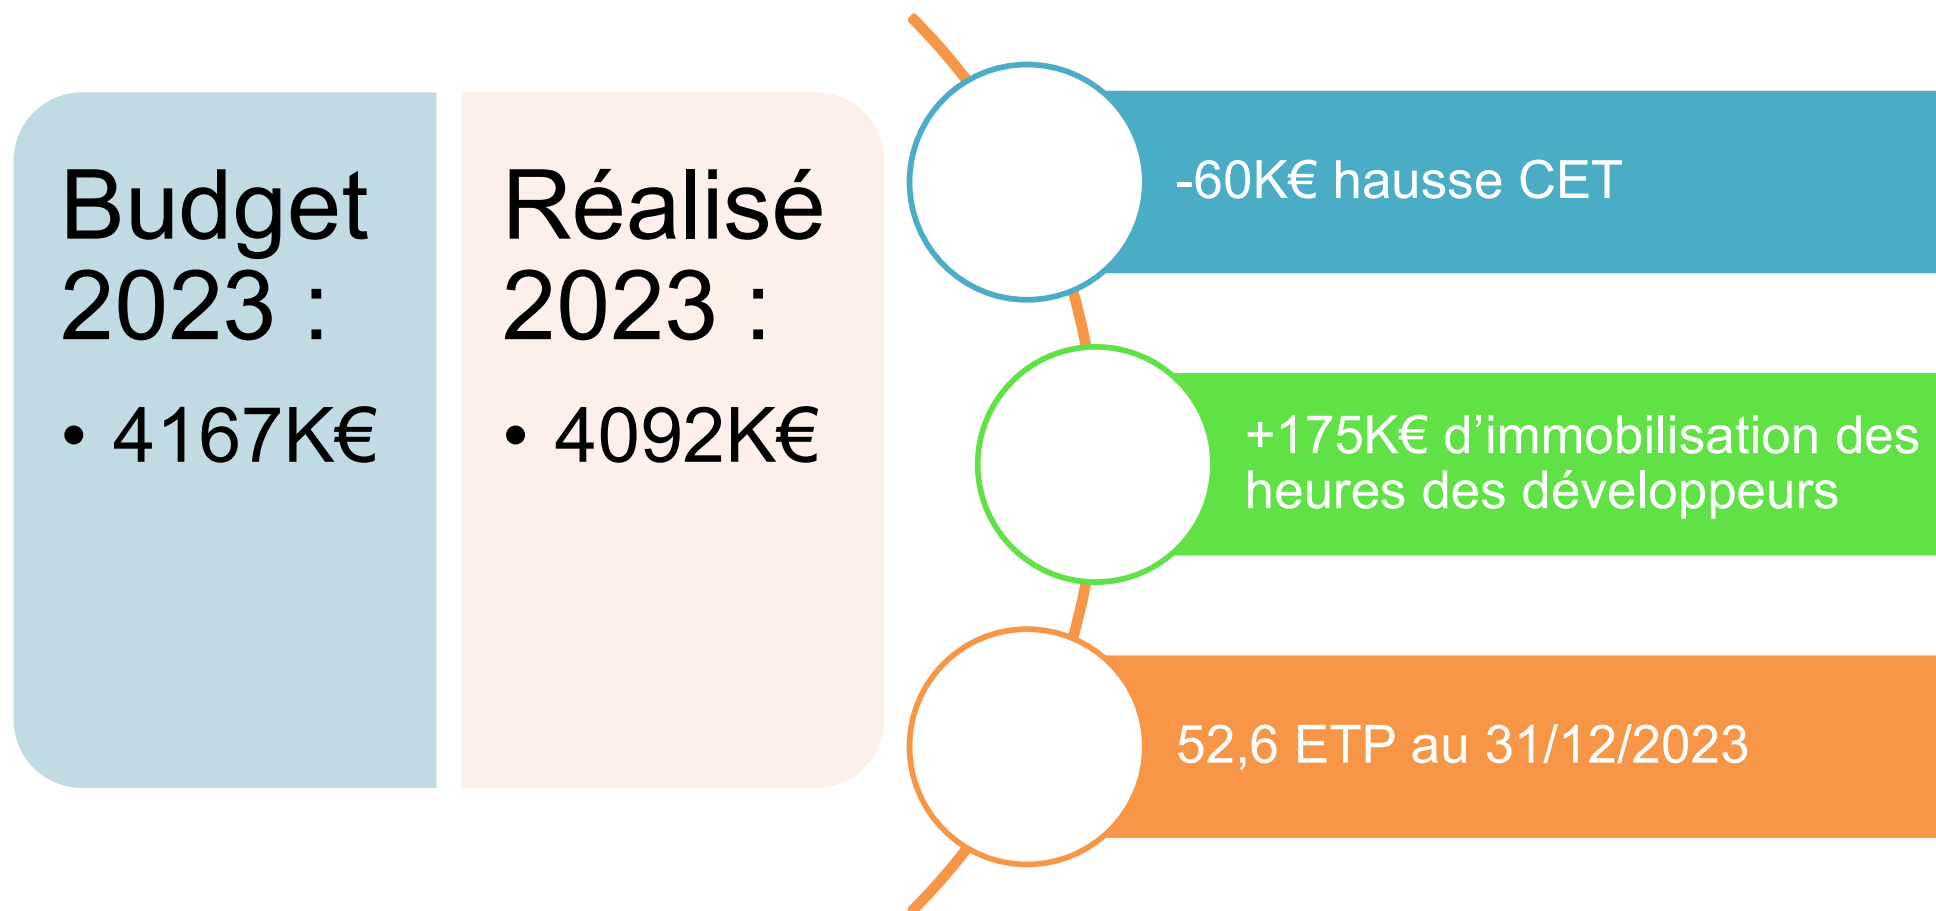 Budget
2023 :
• 4167K€
Réalisé
2023 :
• 4092K€
-60K€ hausse CET
+175K€ d’immobilisation des
heures des développeurs
52,6 ETP au 31/12/2023